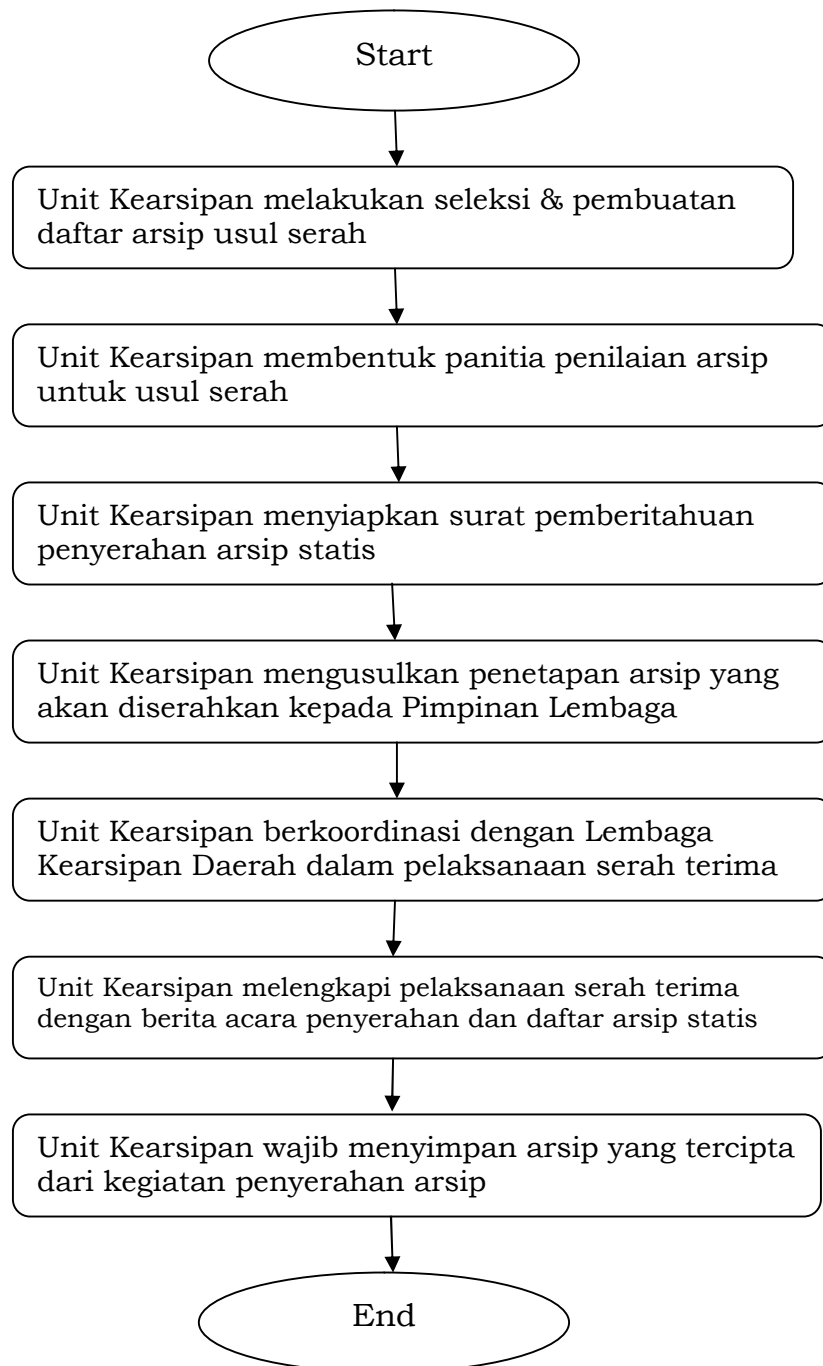 Start
Unit Kearsipan melakukan seleksi & pembuatan
daftar arsip usul serah
Unit Kearsipan membentuk panitia penilaian arsip
untuk usul serah
Unit Kearsipan menyiapkan surat pemberitahuan
penyerahan arsip statis
Unit Kearsipan mengusulkan penetapan arsip yang
akan diserahkan kepada Pimpinan Lembaga
Unit Kearsipan berkoordinasi dengan Lembaga
Kearsipan Daerah dalam pelaksanaan serah terima
Unit Kearsipan melengkapi pelaksanaan serah terima
dengan berita acara penyerahan dan daftar arsip statis
Unit Kearsipan wajib menyimpan arsip yang tercipta
dari kegiatan penyerahan arsip
End